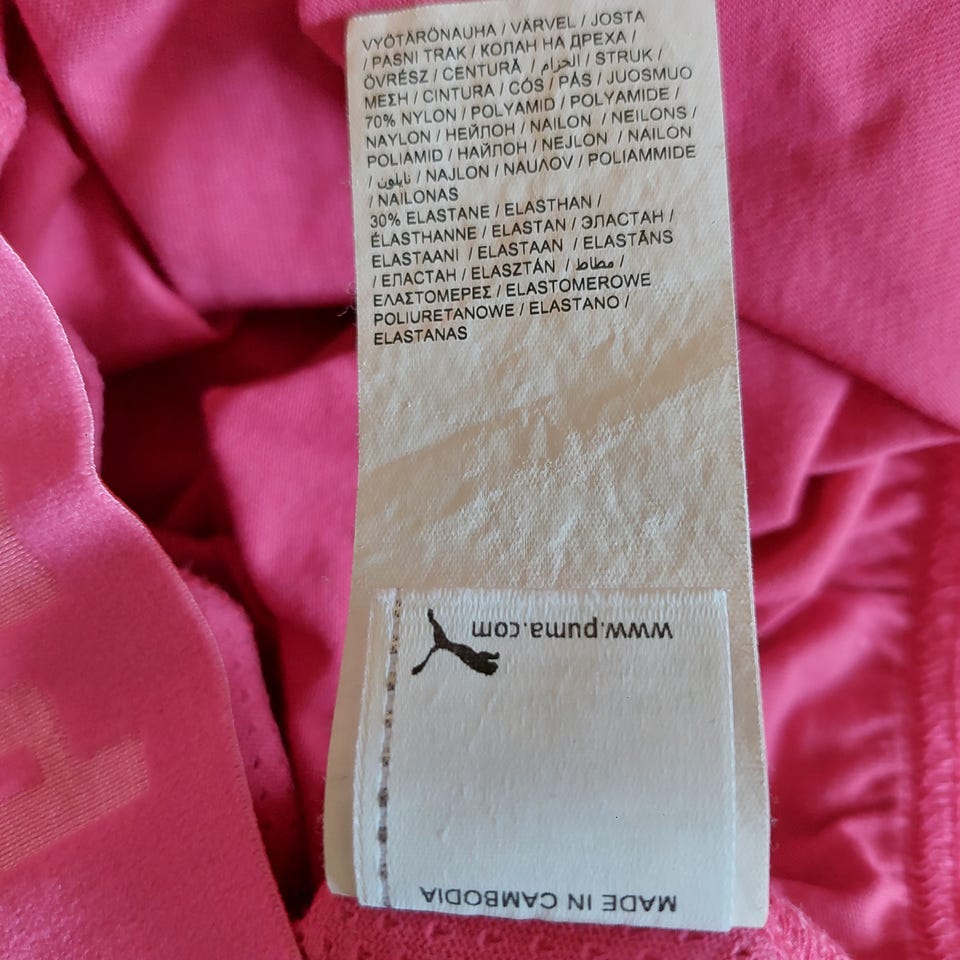 VYÖTÄRÖNAUHA / VÄRVEL / JOSTA
/ PASNI TRAK / КОЛАН НА ДРЕХА /
ÖVRÉSZ / CENTURĂ / الحزام / STRUK /
ΜΕΣΗ / CINTURA / CÓS / PÁS / JUOSMUO
70% NYLON / POLYAMID / POLYAMIDE /
NAYLON / НЕЙЛОН / NAILON / NEILONS /
POLIAMID / НАЙЛОН / NEJLON / NAILON
/ نايلون / NAJLON / ΝΑΥΛΟΝ / POLIAMMIDE
/ NAILONAS
30% ELASTANE / ELASTHAN /
ÉLASTHANNE / ELASTAN / ЭЛАСТАН /
ELASTAANI / ELASTAAN / ELASTĀNS
/ ЕЛАСТАН / ELASZTÁN / مطاط /
ΕΛΑΣΤΟΜΕΡΕΣ / ELASTOMEROWE
POLIURETANOWE / ELASTANO /
ELASTANAS
www.puma.com
MADE IN CAMBODIA